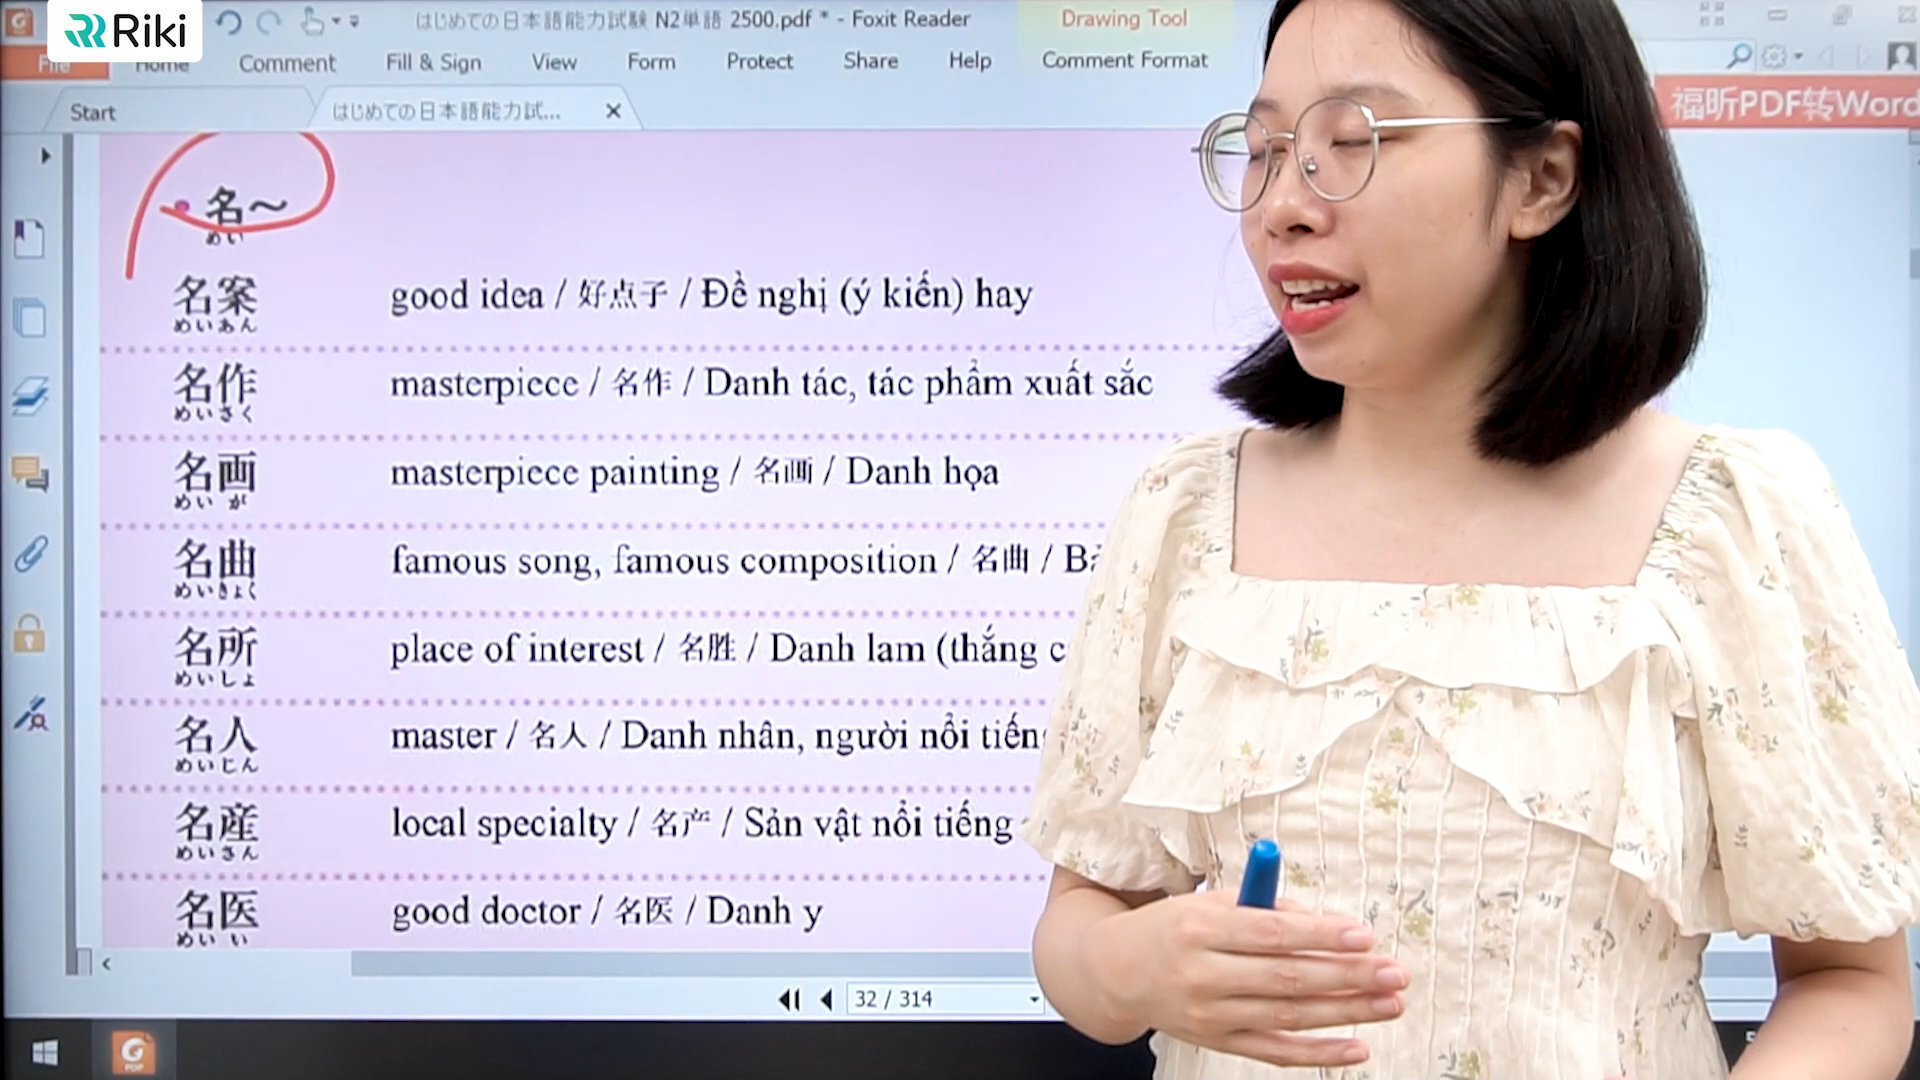 Riki
はじめての日本語能力試験 N2単語 2500.pdf * - Foxit Reader
Drawing Tool
File Home Comment Fill & Sign View Form Protect Share Help Comment Format
福昕PDF转Word
Start はじめての日本語能力試...
名～
めい
名案 good idea / 好点子 / Đề nghị (ý kiến) hay
めいあん
名作 masterpiece / 名作 / Danh tác, tác phẩm xuất sắc
めいさく
名画 masterpiece painting / 名画 / Danh họa
めいが
名曲 famous song, famous composition / 名曲 /
めいきょく
名所 place of interest / 名胜 / Danh lam (thắng
めいしょ
名人 master / 名人 / Danh nhân, người nổi
めいじん
名産 local specialty / 名产 / Sản vật nổi tiếng
めいさん
名医 good doctor / 名医 / Danh y
めいい
32 / 314